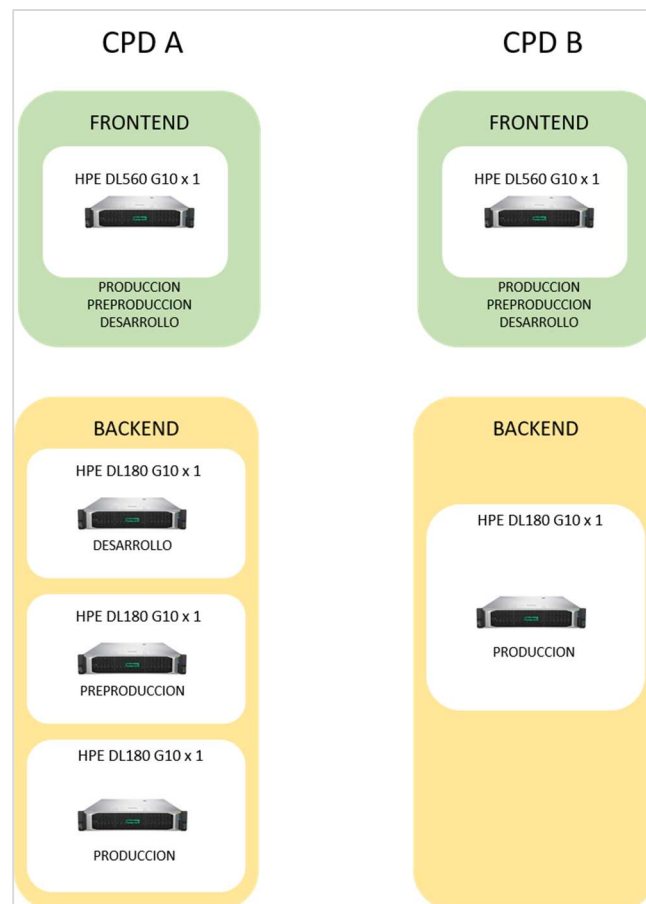 CPD A
FRONTEND
HPE DL560 G10 x 1
PRODUCCION
PREPRODUCCION
DESARROLLO
BACKEND
HPE DL180 G10 x 1
DESARROLLO
HPE DL180 G10 x 1
PREPRODUCCION
HPE DL180 G10 x 1
PRODUCCION
CPD B
FRONTEND
HPE DL560 G10 x 1
PRODUCCION
PREPRODUCCION
DESARROLLO
BACKEND
HPE DL180 G10 x 1
PRODUCCION